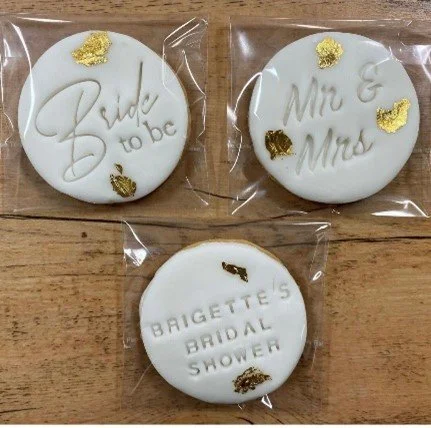 Bride
to be
Mr &
Mrs
BRIGETTE'S
BRIDAL
SHOWER